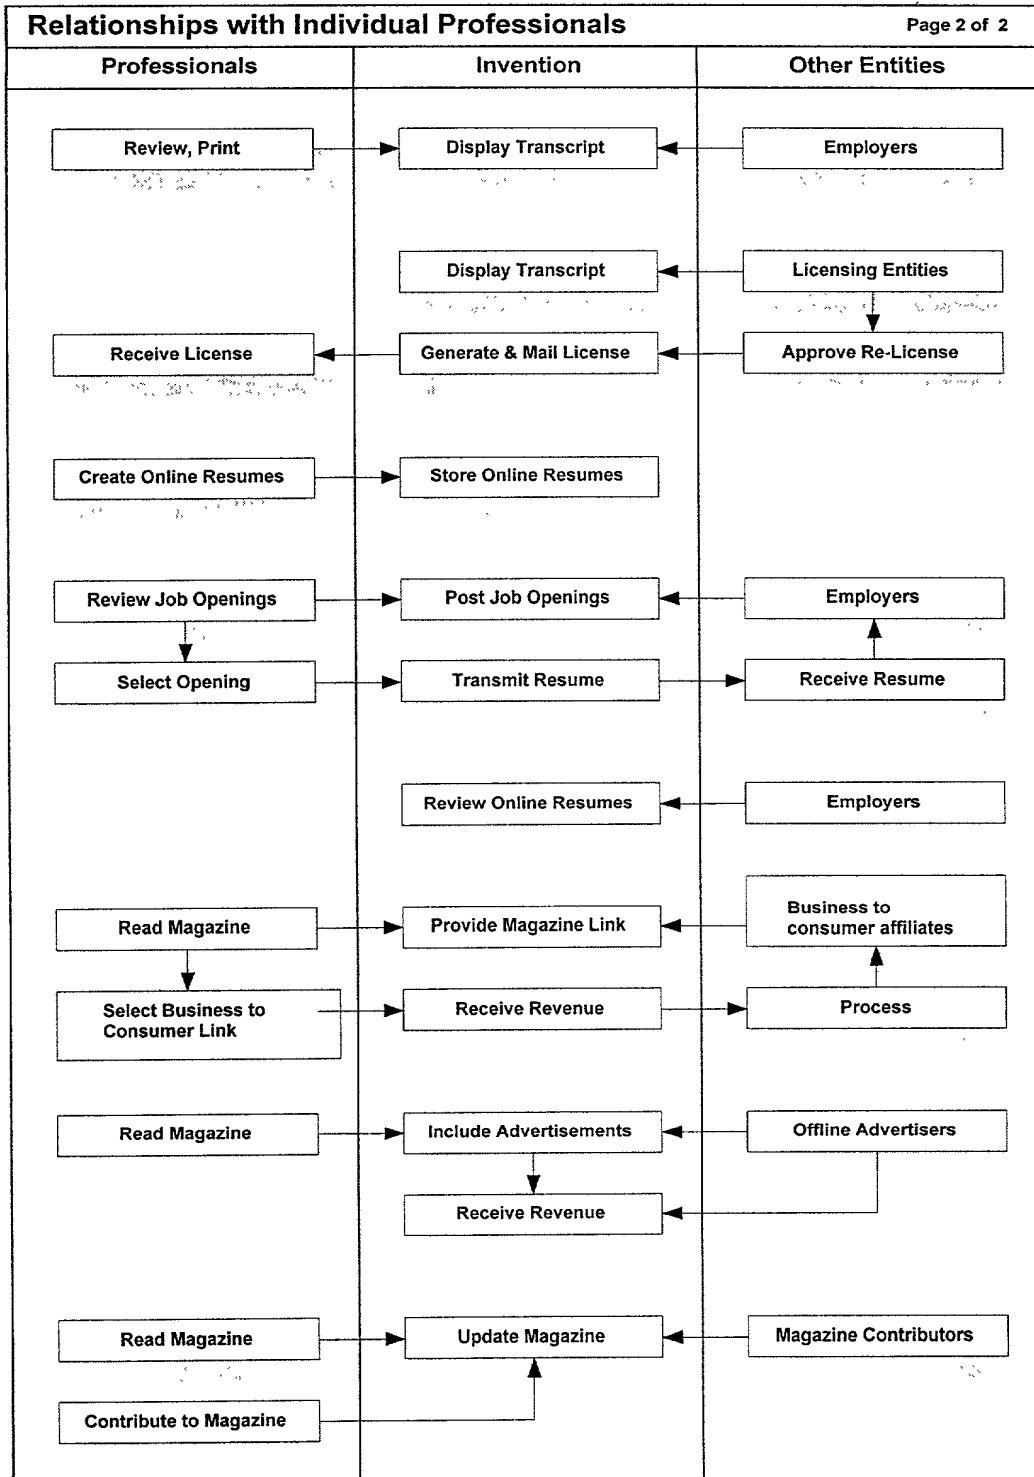 Relationships with Individual Professionals
Page 2 of 2
Professionals
Invention
Other Entities
Review, Print
Display Transcript
Employers
Display Transcript
Licensing Entities
Receive License
Generate & Mail License
Approve Re-License
Create Online Resumes
Store Online Resumes
Review Job Openings
Post Job Openings
Employers
Select Opening
Transmit Resume
Receive Resume
Review Online Resumes
Employers
Read Magazine
Provide Magazine Link
Business to
consumer affiliates
Select Business to
Consumer Link
Receive Revenue
Process
Read Magazine
Include Advertisements
Offline Advertisers
Receive Revenue
Read Magazine
Update Magazine
Magazine Contributors
Contribute to Magazine